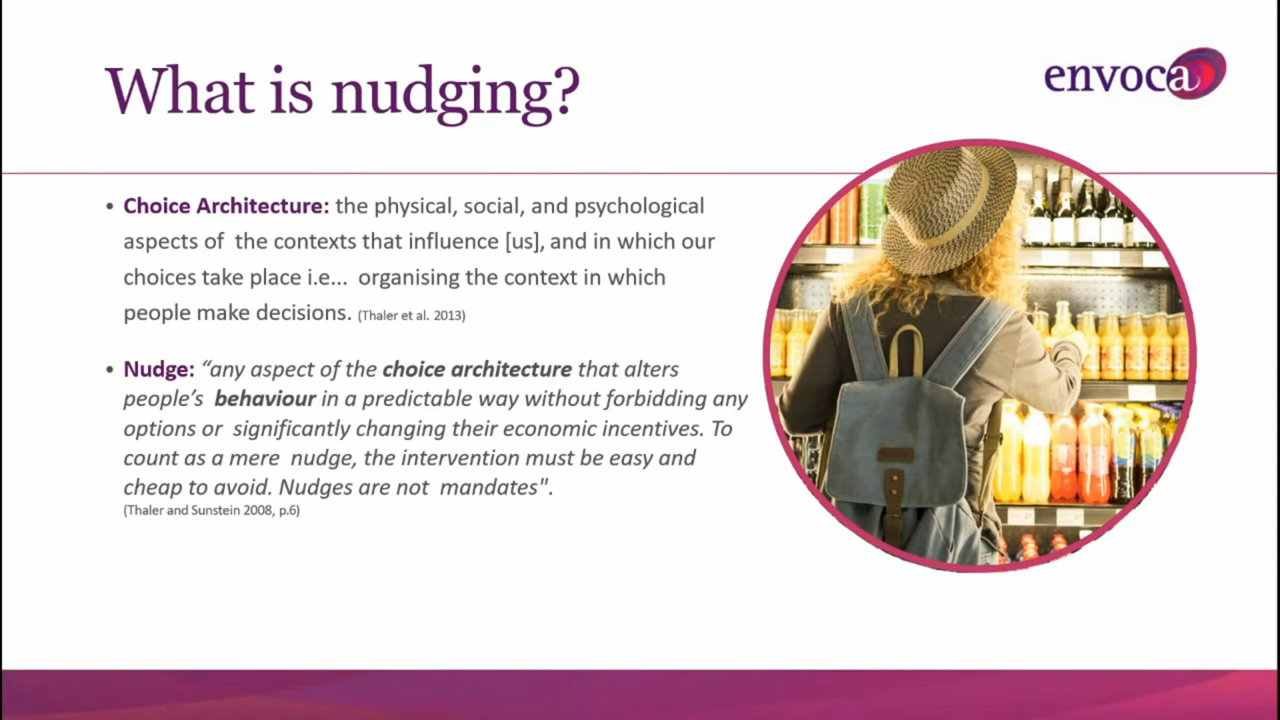 What is nudging?
envoca
• Choice Architecture: the physical, social, and psychological
aspects of the contexts that influence [us], and in which our
choices take place i.e... organising the context in which
people make decisions. (Thaler et al. 2013)
• Nudge: “any aspect of the choice architecture that alters
people’s behaviour in a predictable way without forbidding any
options or significantly changing their economic incentives. To
count as a mere nudge, the intervention must be easy and
cheap to avoid. Nudges are not mandates".
(Thaler and Sunstein 2008, p.6)